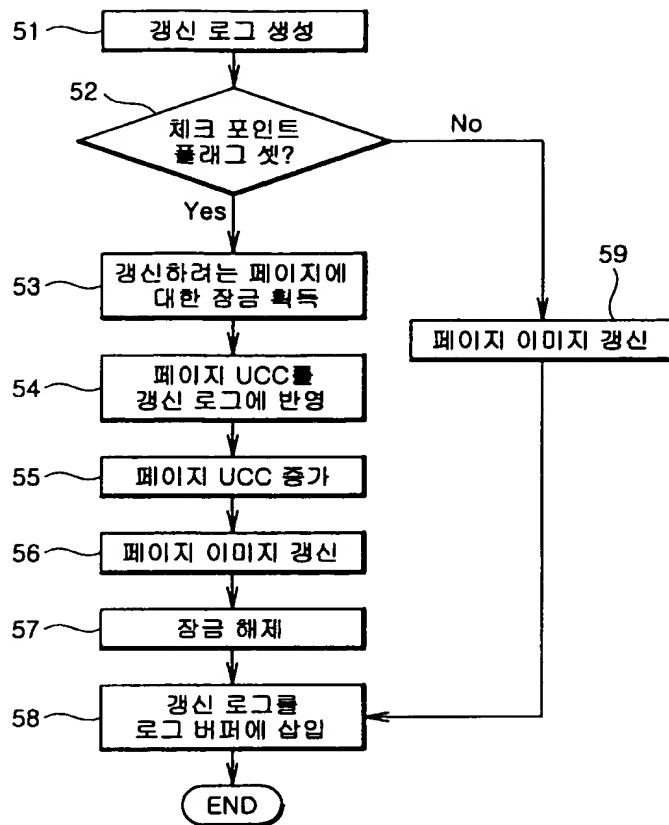 51
갱신 로그 생성
52
체크 포인트
플래그 셋?
No
Yes
53
갱신하려는 페이지에
대한 잠금 획득
59
페이지 이미지 갱신
54
페이지 UCC를
갱신 로그에 반영
55
페이지 UCC 증가
56
페이지 이미지 갱신
57
잠금 해제
58
갱신 로그를
로그 버퍼에 삽입
END